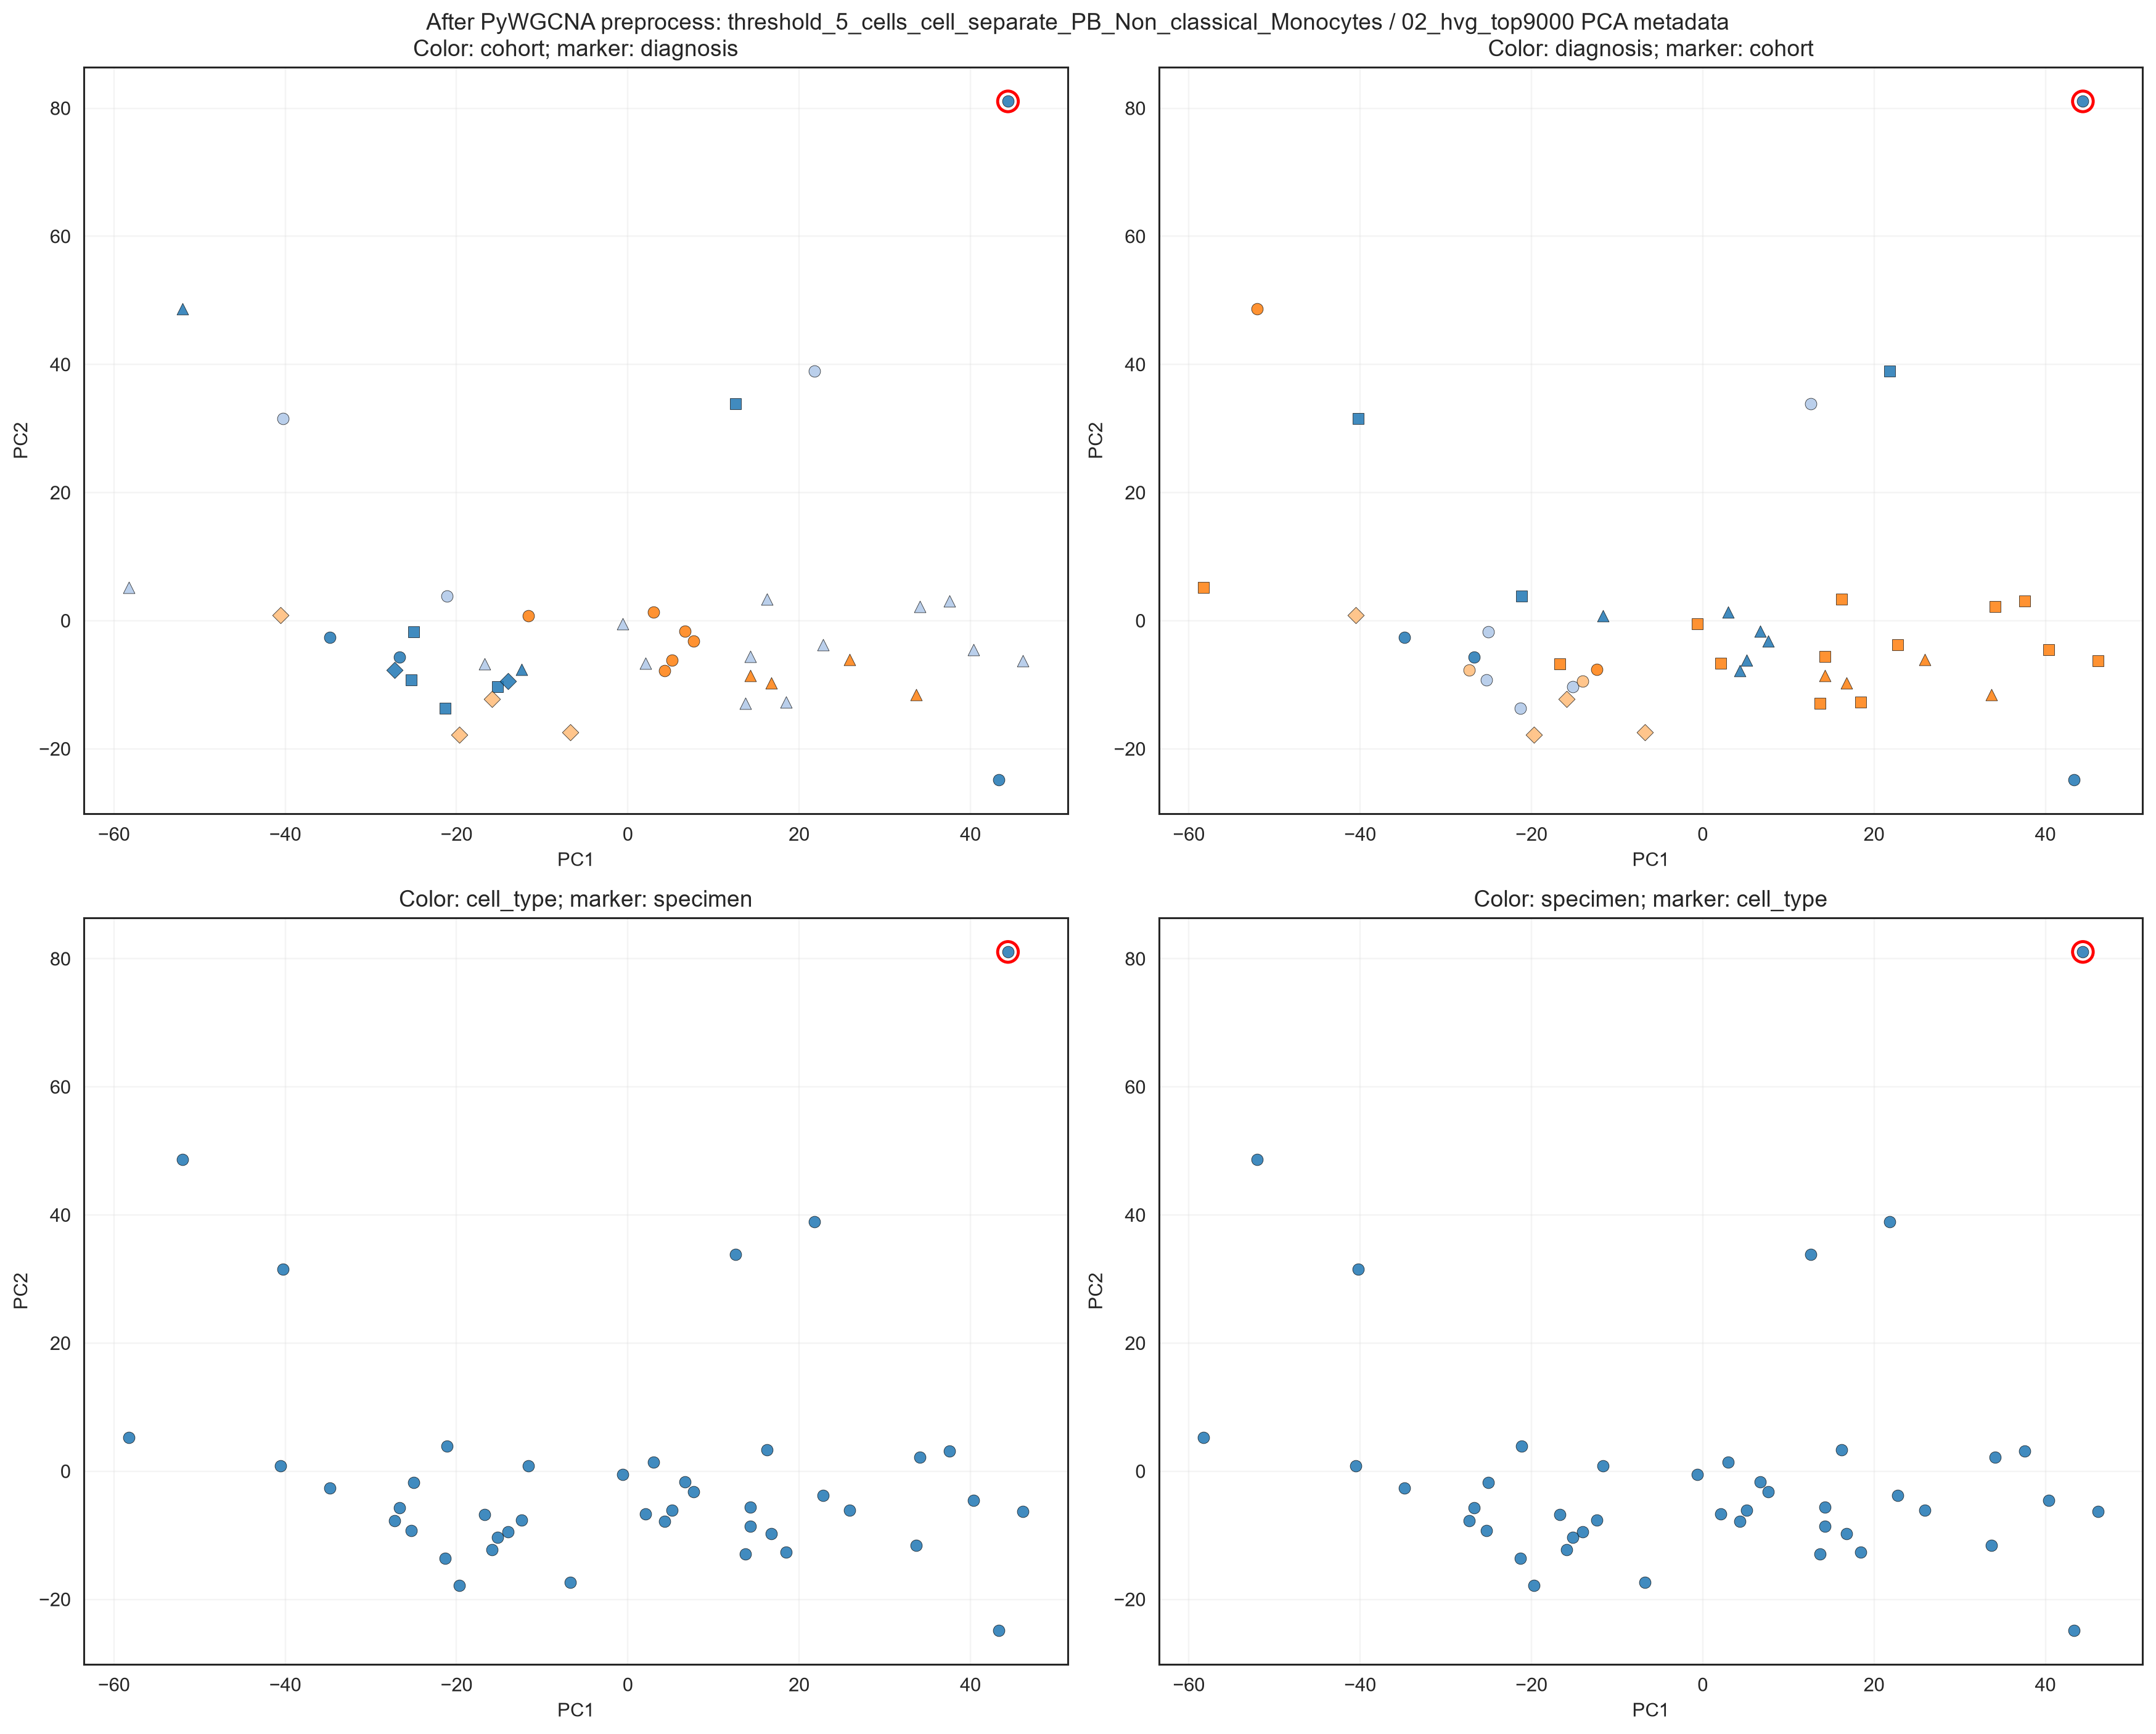 After PyWGCNA preprocess: threshold_5_cells_cell_separate_PB_Non_classical_Monocytes / 02_hvg_top9000 PCA metadata
Color: cohort; marker: diagnosis
80
60
40
20
0
−20
PC2
−60 −40 −20 0 20 40
PC1
Color: diagnosis; marker: cohort
80
60
40
20
0
−20
PC2
−60 −40 −20 0 20 40
PC1
Color: cell_type; marker: specimen
80
60
40
20
0
−20
PC2
−60 −40 −20 0 20 40
PC1
Color: specimen; marker: cell_type
80
60
40
20
0
−20
PC2
−60 −40 −20 0 20 40
PC1